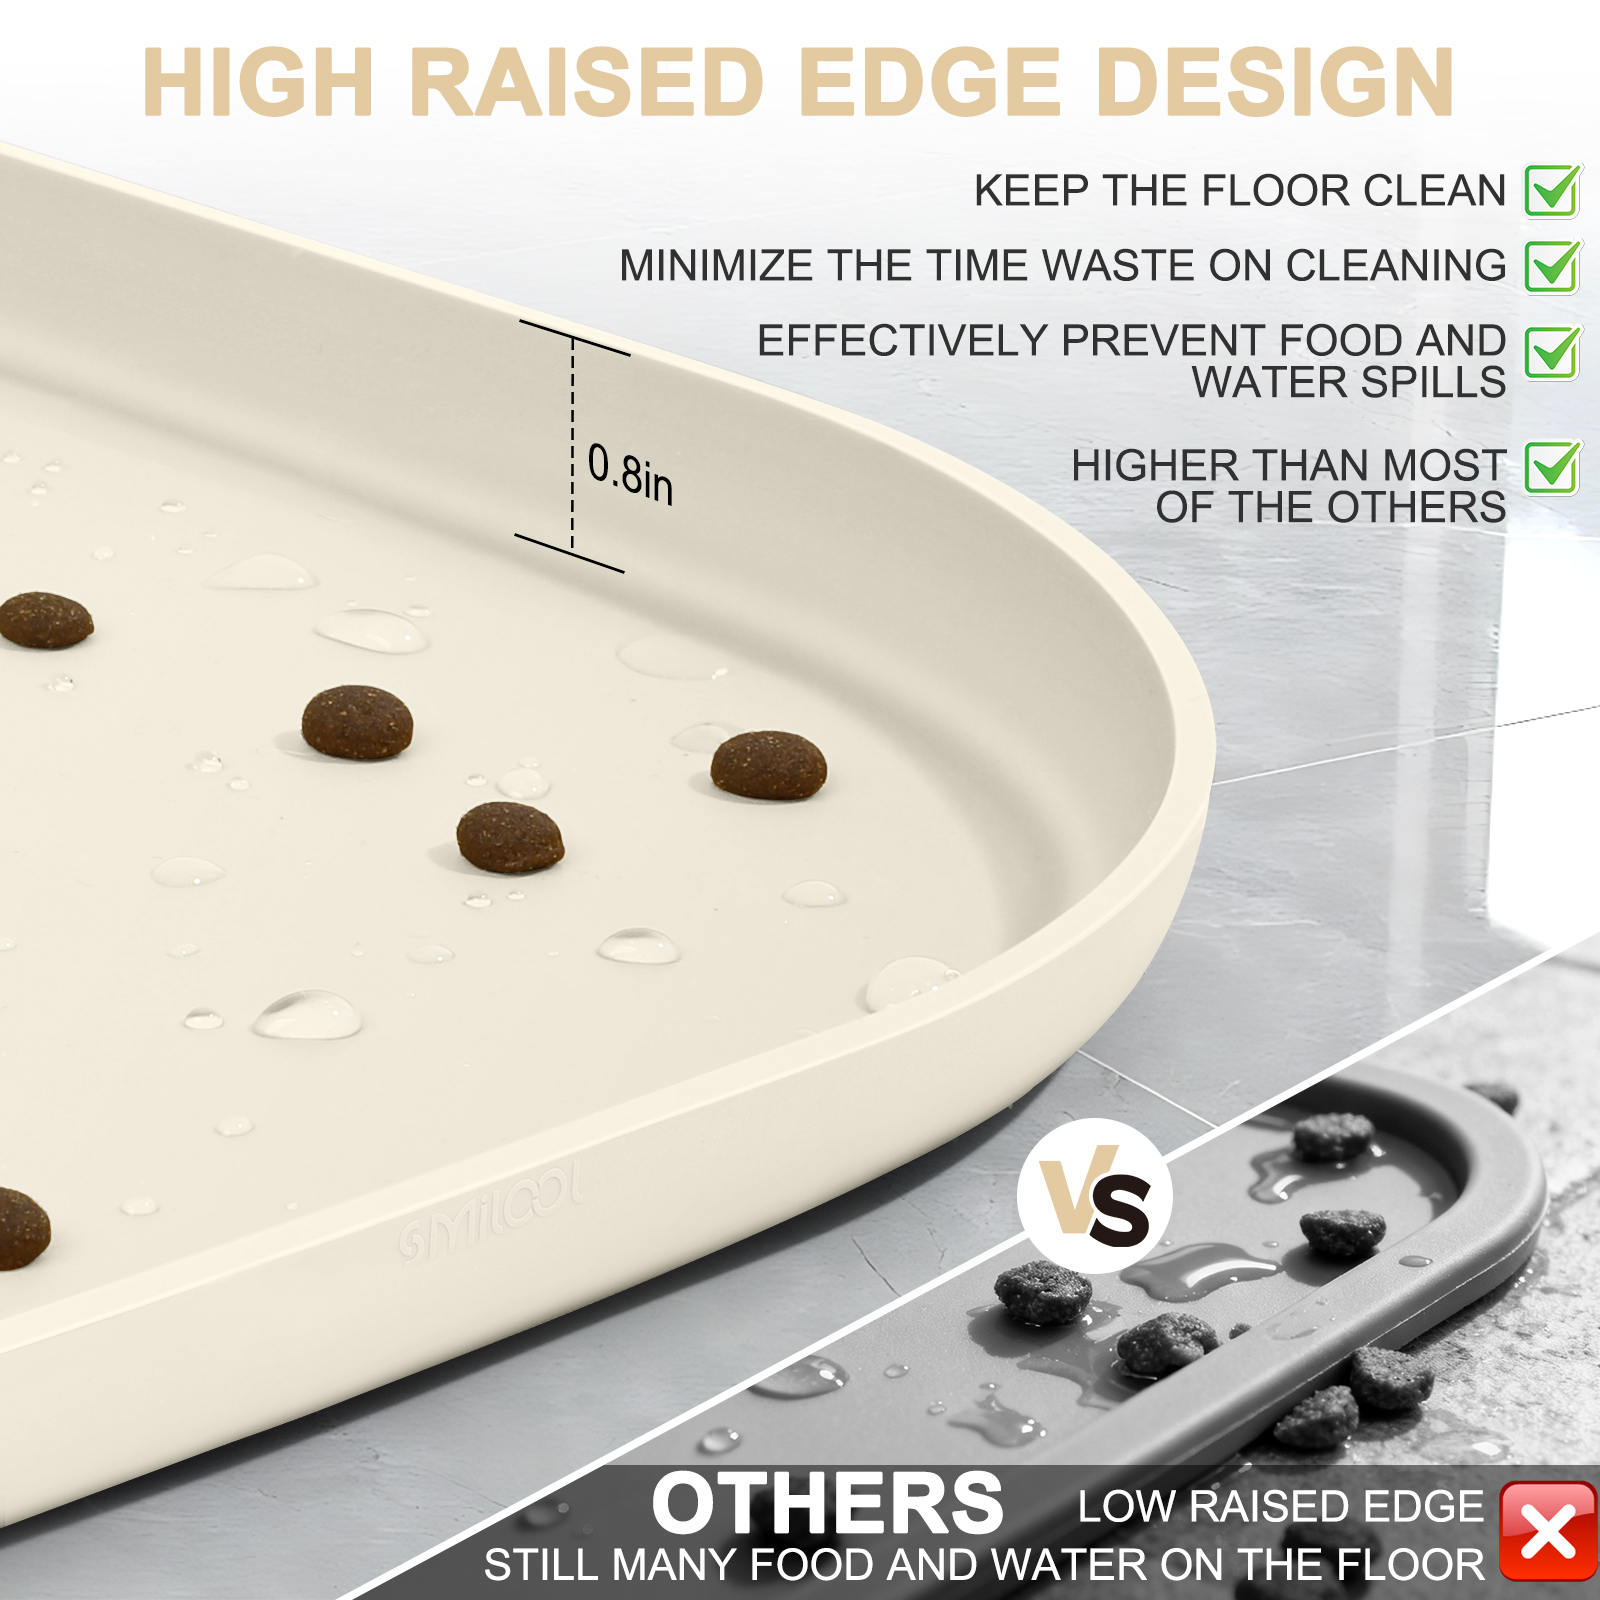 HIGH RAISED EDGE DESIGN
KEEP THE FLOOR CLEAN
MINIMIZE THE TIME WASTE ON CLEANING
EFFECTIVELY PREVENT FOOD AND
WATER SPILLS
HIGHER THAN MOST
OF THE OTHERS
0.8in
SMILOOL
VS
OTHERS
LOW RAISED EDGE
STILL MANY FOOD AND WATER ON THE FLOOR